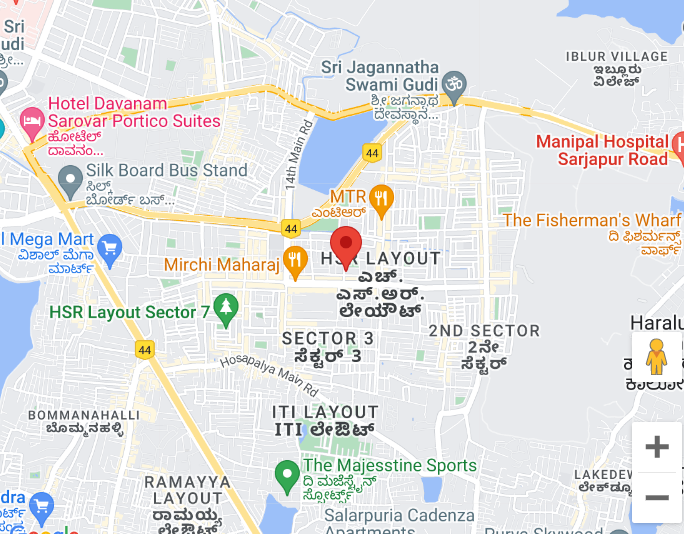 Sri
Gudi
ಶ್ರೀ...
Hotel Davanam
Sarovar Portico Suites
ಹೋಟೆಲ್
ದಾವನಂ...
Sri Jagannatha
Swami Gudi
ಶ್ರೀ ಜಗನ್ನಾಥ
ದೇವಸ್ಥಾನ...
IBLUR VILLAGE
ಇಬ್ಬಲೂರು
ವಿಲೇಜ್
14th Main Rd
44
Manipal Hospital
Sarjapur Road
Silk Board Bus Stand
ಸಿಲ್ಕ್
ಬೋರ್ಡ್ ಬಸ್...
MTR
ಎಂಟಿಆರ್
44
The Fisherman's Wharf
ದಿ ಫಿಶರ್ಮನ್ಸ್
ವಾರ್ಫ್
l Mega Mart
ವಿಶಾಲ್ ಮೆಗಾ
ಮಾರ್ಟ್
Mirchi Maharaj
HSR LAYOUT
ಎಚ್.
ಎಸ್.ಆರ್.
ಲೇಯೌಟ್
HSR Layout Sector 7
SECTOR 3
ಸೆಕ್ಟರ್ 3
2ND SECTOR
2ನೇ
ಸೆಕ್ಟರ್
Haralu
44
Hosapalya Main Rd
BOMMANAHALLI
ಬೊಮ್ಮನಹಳ್ಳಿ
ITI LAYOUT
ITI ಲೇಔಟ್
RAMAYYA
LAYOUT
ರಾಮಯ್ಯ
ಲೇಔಟ್
The Majesstine Sports
ದಿ ಮಜೆಸ್ಟೈನ್
ಸ್ಪೋರ್ಟ್ಸ್
LAKEDEW
ಲೇಕ್‌ಡ್ಯೂ
Salarpuria Cadenza
Apartments
Purva Skywood
dra
+
−